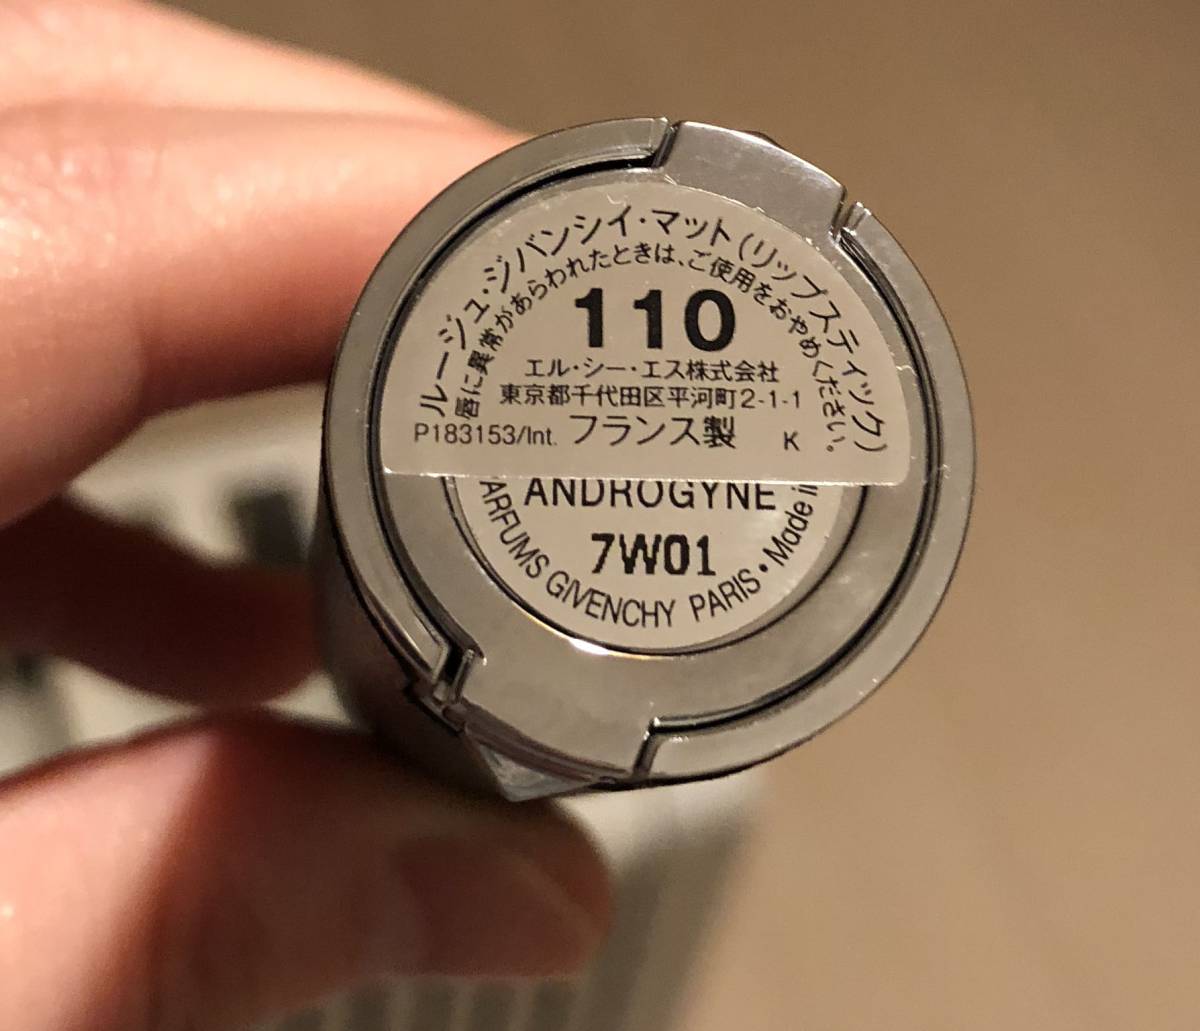 ルージュ・ジバンシイ・マット(リップスティック)
唇に異常があらわれたときは、ご使用をおやめください。
110
エル・シー・エス株式会社
東京都千代田区平河町2-1-1
P183153/Int. フランス製 K
ANDROGYNE
7W01
ARFUMS GIVENCHY PARIS • Made in